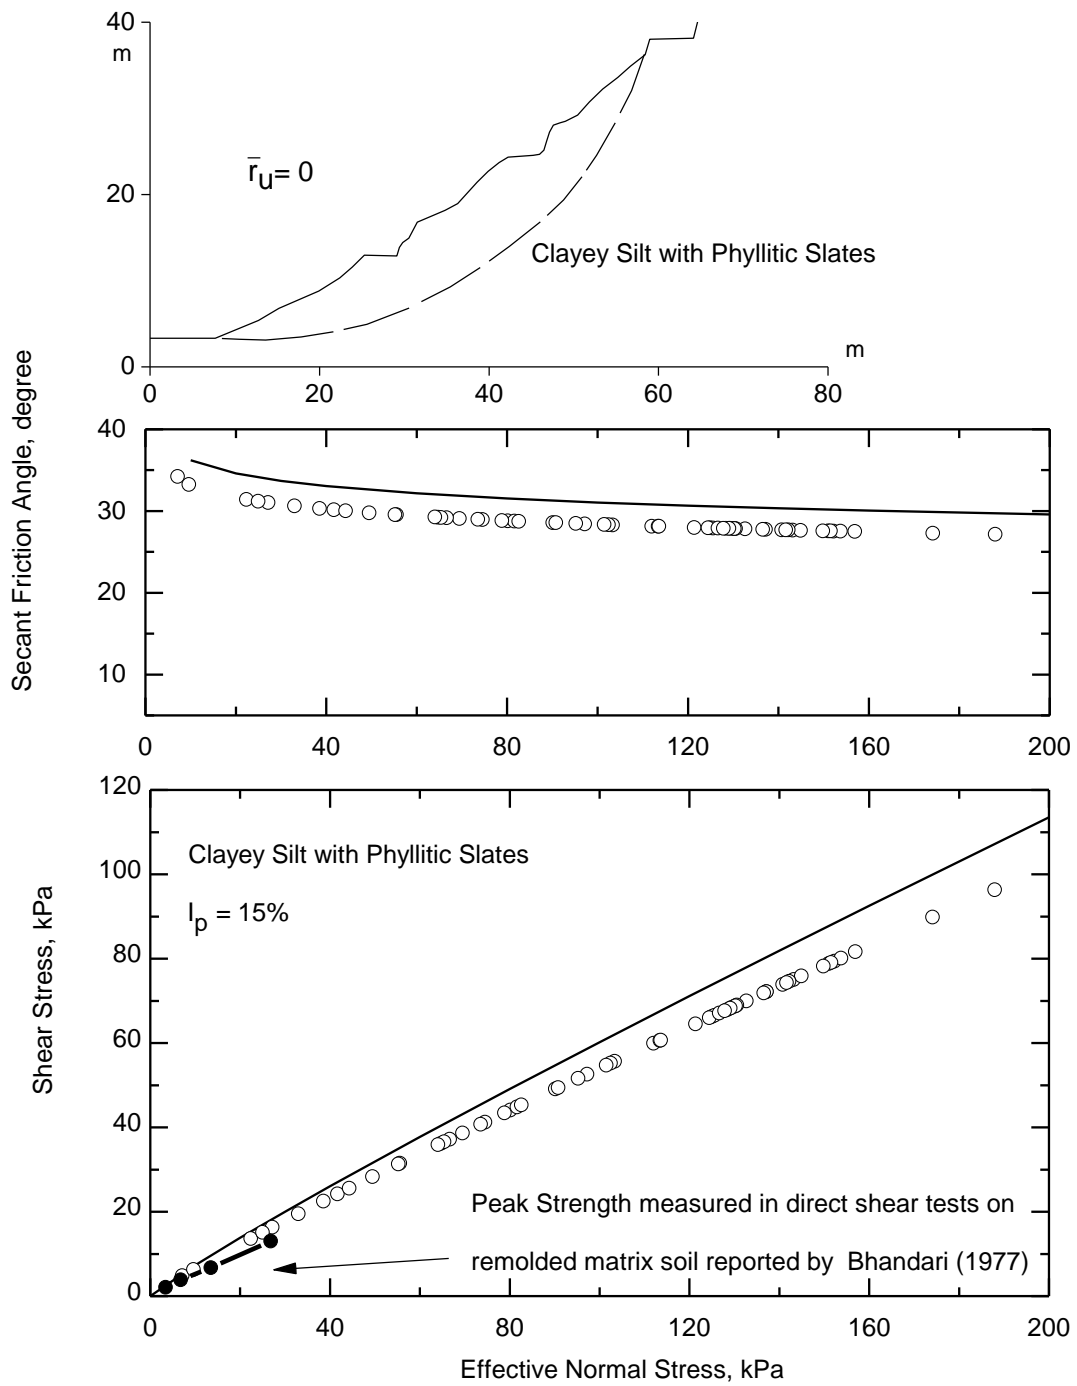 40
m
r̄u= 0
20
Clayey Silt with Phyllitic Slates
0
m
0 20 40 60 80
Secant Friction Angle, degree
40
30
20
10
0 40 80 120 160 200
120
Clayey Silt with Phyllitic Slates
100
Ip = 15%
80
Shear Stress, kPa
60
40
Peak Strength measured in direct shear tests on
20
remolded matrix soil reported by Bhandari (1977)
0
0 40 80 120 160 200
Effective Normal Stress, kPa